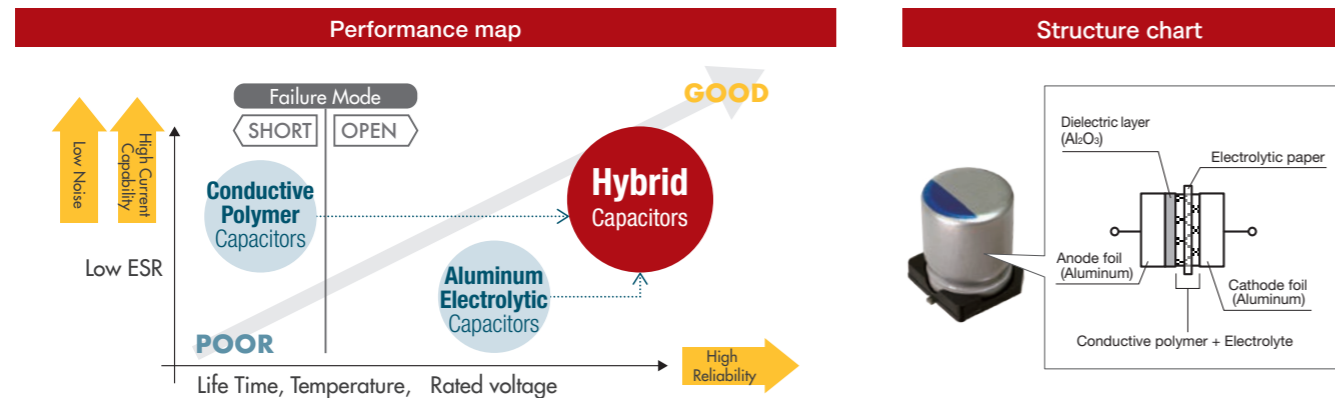 Performance map
Failure Mode
SHORT
OPEN
GOOD
Low Noise
High Current
Capability
Conductive
Polymer
Capacitors
Hybrid
Capacitors
Low ESR
Aluminum
Electrolytic
Capacitors
POOR
High
Reliability
Life Time, Temperature, Rated voltage
Structure chart
Dielectric layer
(Al₂O₃)
Electrolytic paper
Anode foil
(Aluminum)
Cathode foil
(Aluminum)
Conductive polymer + Electrolyte